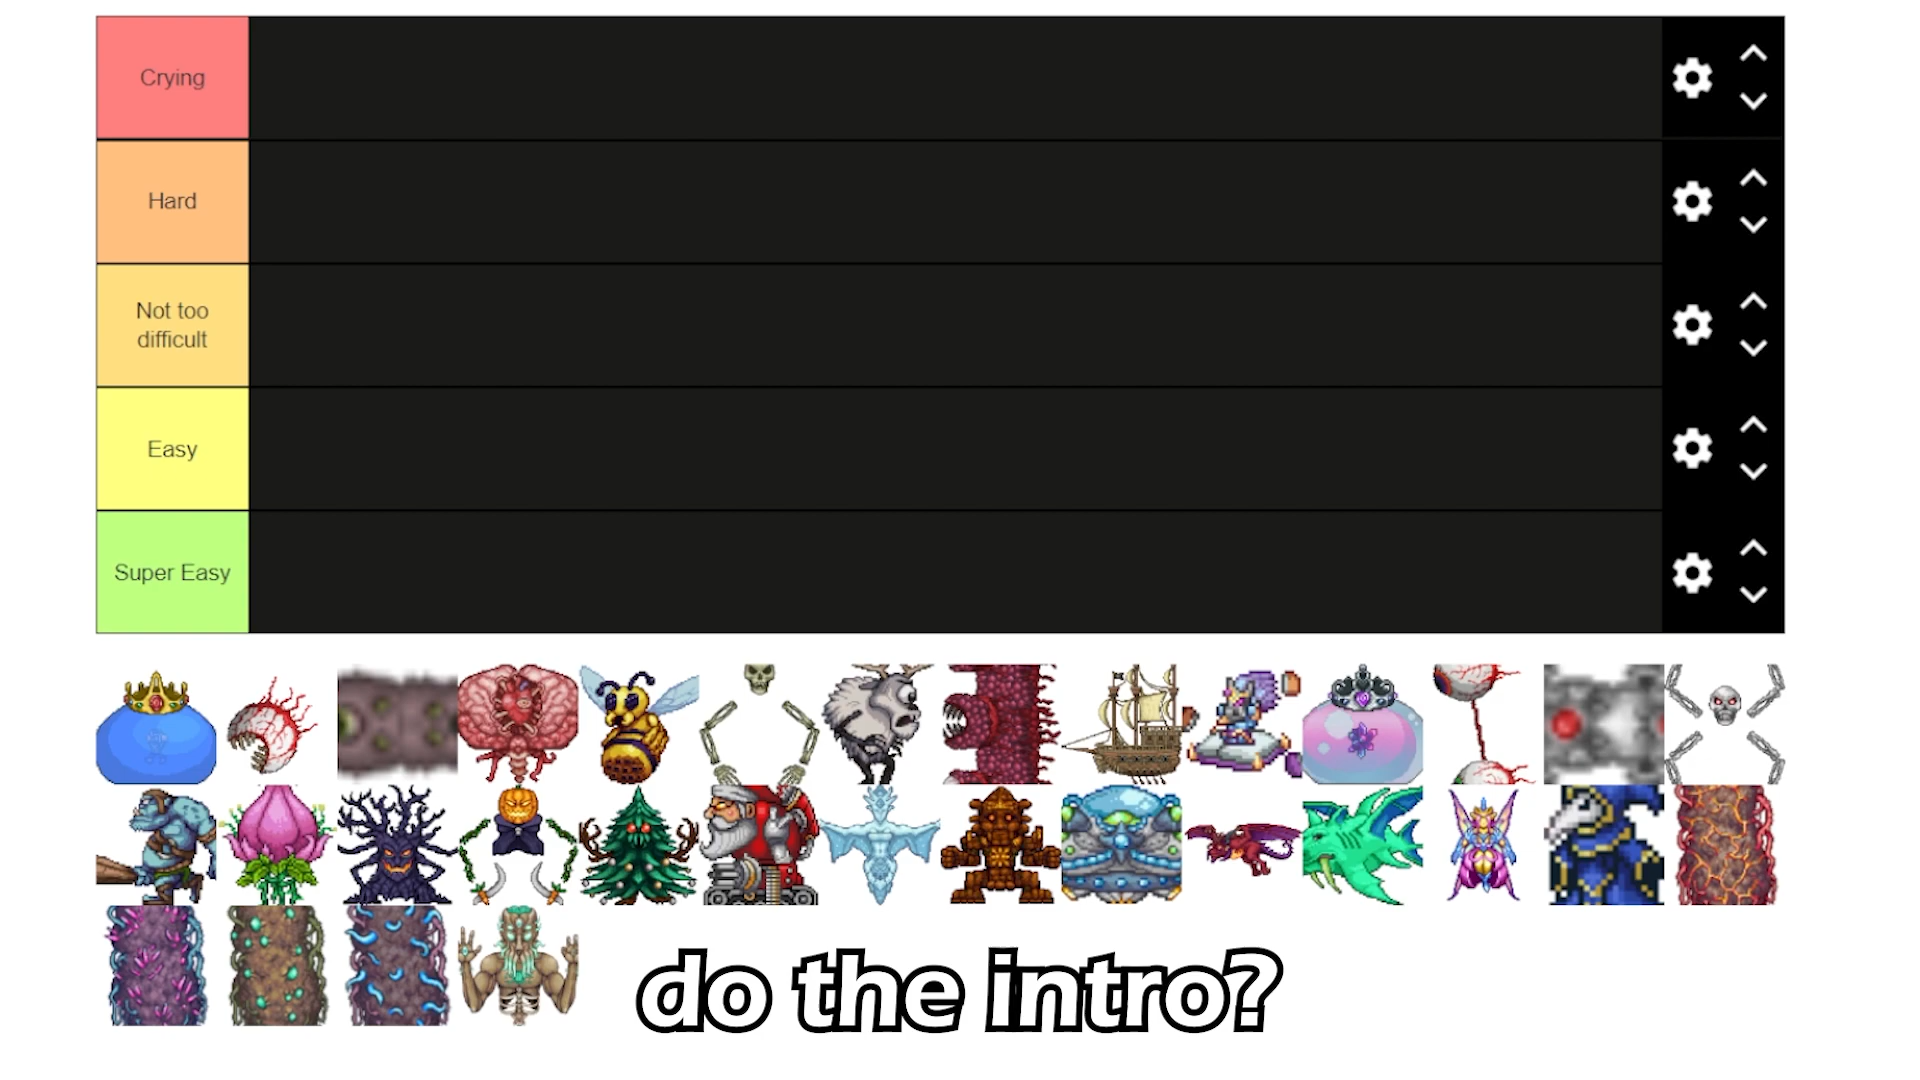 Crying
Hard
Not too
difficult
Easy
Super Easy
do the intro?